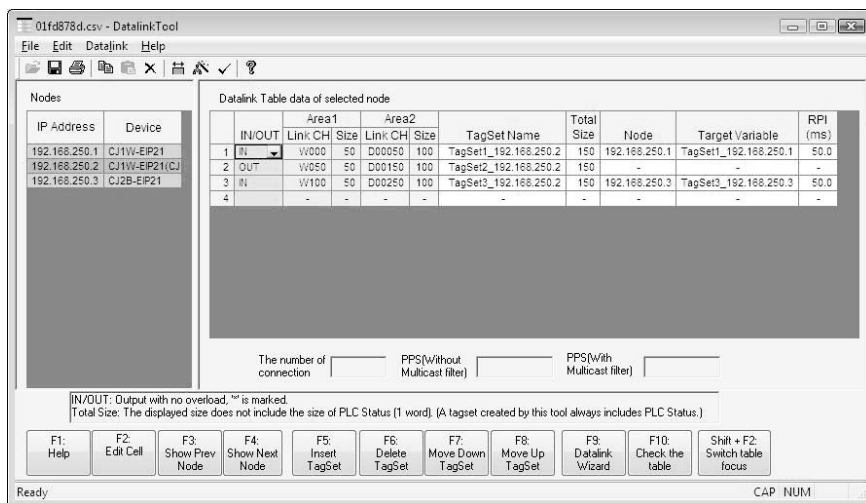 01fd878d.csv - DatalinkTool
File Edit Datalink Help
Nodes
IP Address Device
192.168.250.1 CJ1W-EIP21
192.168.250.2 CJ1W-EIP21(CJ
192.168.250.3 CJ2B-EIP21
Datalink Table data of selected node
Area1 Area2 Total RPI
IN/OUT Link CH Size Link CH Size TagSet Name Size Node Target Variable (ms)
1 IN W000 50 D00050 100 TagSet1_192.168.250.2 150 192.168.250.1 TagSet1_192.168.250.1 50.0
2 OUT W050 50 D00150 100 TagSet2_192.168.250.2 150 - - -
3 IN W100 50 D00250 100 TagSet3_192.168.250.2 150 192.168.250.3 TagSet3_192.168.250.3 50.0
4 - - - - - - - - -
The number of connection
PPS(Without Multicast filter)
PPS(With Multicast filter)
IN/OUT: Output with no overload, '*' is marked.
Total Size: The displayed size does not include the size of PLC Status (1 word). (A tagset created by this tool always includes PLC Status.)
F1: Help
F2: Edit Cell
F3: Show Prev Node
F4: Show Next Node
F5: Insert TagSet
F6: Delete TagSet
F7: Move Down TagSet
F8: Move Up TagSet
F9: Datalink Wizard
F10: Check the table
Shift + F2: Switch table focus
Ready CAP NUM